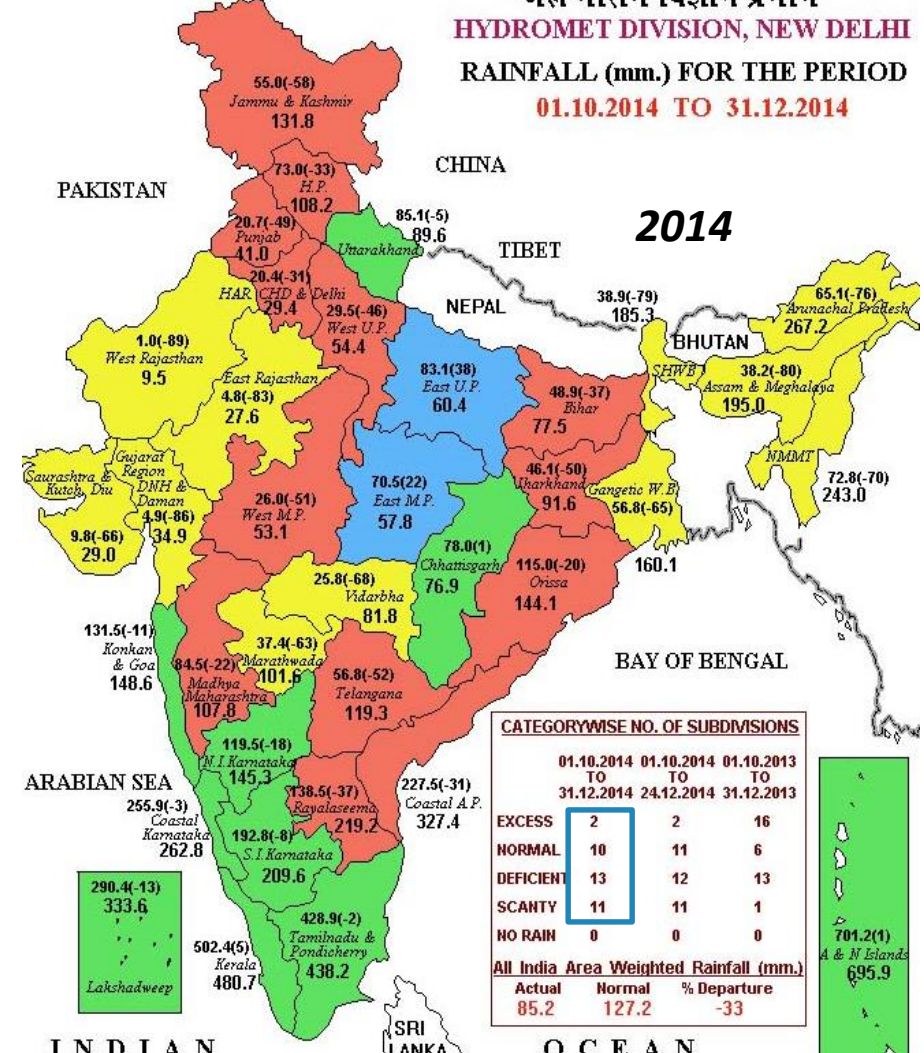 HYDROMET DIVISION, NEW DELHI
RAINFALL (mm.) FOR THE PERIOD
01.10.2014 TO 31.12.2014
2014
55.0(-58)
Jammu & Kashmir
131.8
CHINA
PAKISTAN
73.0(-33)
H.P.
108.2
20.7(-49)
Punjab
41.0
85.1(-5)
89.6
Uttarakhand
TIBET
20.4(-31)
HAR CHD & Delhi
29.4
29.5(-46)
West U.P.
54.4
NEPAL
38.9(-79)
185.3
65.1(-76)
Arunachal Pradesh
267.2
BHUTAN
1.0(-89)
West Rajasthan
9.5
East Rajasthan
4.8(-83)
27.6
83.1(38)
East U.P.
60.4
48.9(-37)
Bihar
77.5
SHWB
38.2(-80)
Assam & Meghalaya
195.0
NMMT
72.8(-70)
243.0
Saurashtra &
Kutch, Diu
9.8(-66)
29.0
Gujarat
Region
DNH &
Daman
4.9(-86)
34.9
26.0(-51)
West M.P.
53.1
70.5(22)
East M.P.
57.8
46.1(-50)
Jharkhand
91.6
Gangetic W.B.
56.8(-65)
160.1
78.0(1)
Chhattisgarh
76.9
115.0(-20)
Orissa
144.1
25.8(-68)
Vidarbha
81.8
131.5(-11)
Konkan
& Goa
148.6
84.5(-22)
Madhya
Maharashtra
107.8
37.4(-63)
Marathwada
101.6
56.8(-52)
Telangana
119.3
BAY OF BENGAL
119.5(-18)
N.I.Karnataka
145.3
ARABIAN SEA
138.5(-37)
Rayalaseema
219.2
227.5(-31)
Coastal A.P.
327.4
255.9(-3)
Coastal
Karnataka
262.8
192.8(-8)
S.I.Karnataka
209.6
290.4(-13)
333.6
Lakshadweep
502.4(5)
Kerala
480.7
428.9(-2)
Tamilnadu &
Pondicherry
438.2
CATEGORYWISE NO. OF SUBDIVISIONS
01.10.2014 01.10.2014 01.10.2013
TO TO TO
31.12.2014 24.12.2014 31.12.2013
EXCESS 2 2 16
NORMAL 10 11 6
DEFICIENT 13 12 13
SCANTY 11 11 1
NO RAIN 0 0 0
All India Area Weighted Rainfall (mm.)
Actual Normal % Departure
85.2 127.2 -33
701.2(1)
A & N Islands
695.9
SRI
LANKA
INDIAN OCEAN